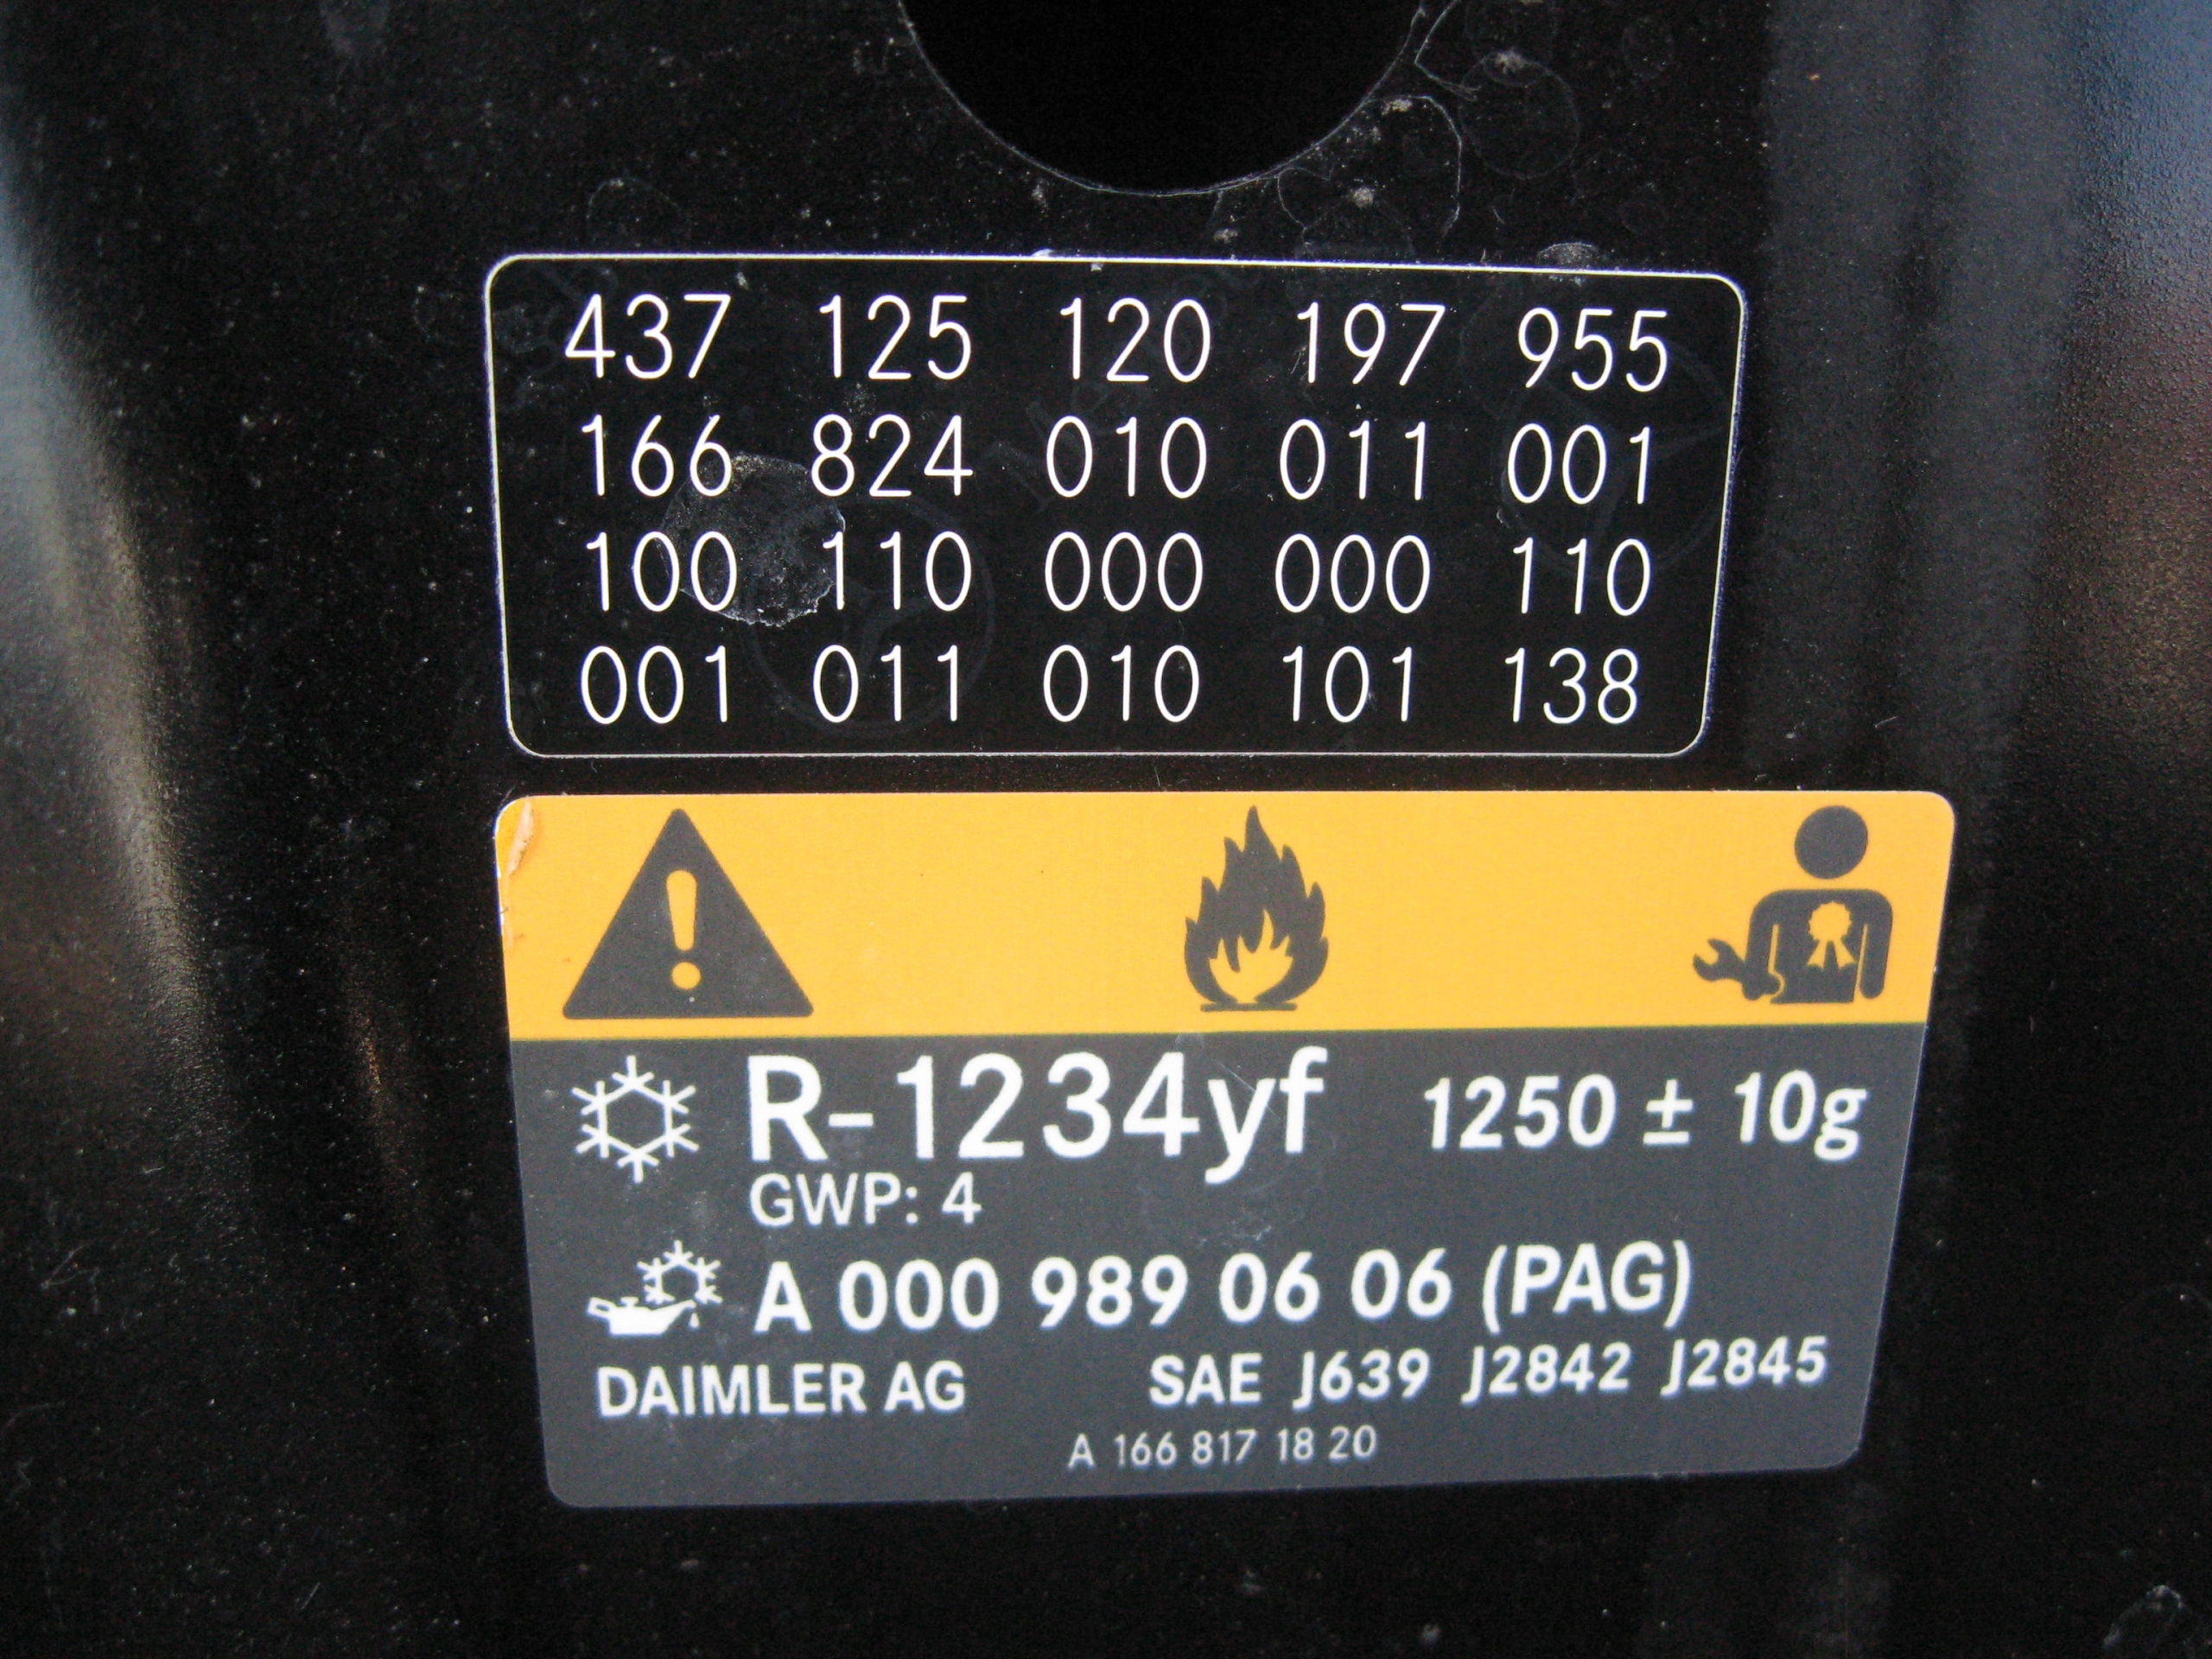 437 125 120 197 955
166 824 010 011 001
100 110 000 000 110
001 011 010 101 138
R-1234yf 1250 ± 10g
GWP: 4
A 000 989 06 06 (PAG)
DAIMLER AG SAE J639 J2842 J2845
A 166 817 18 20